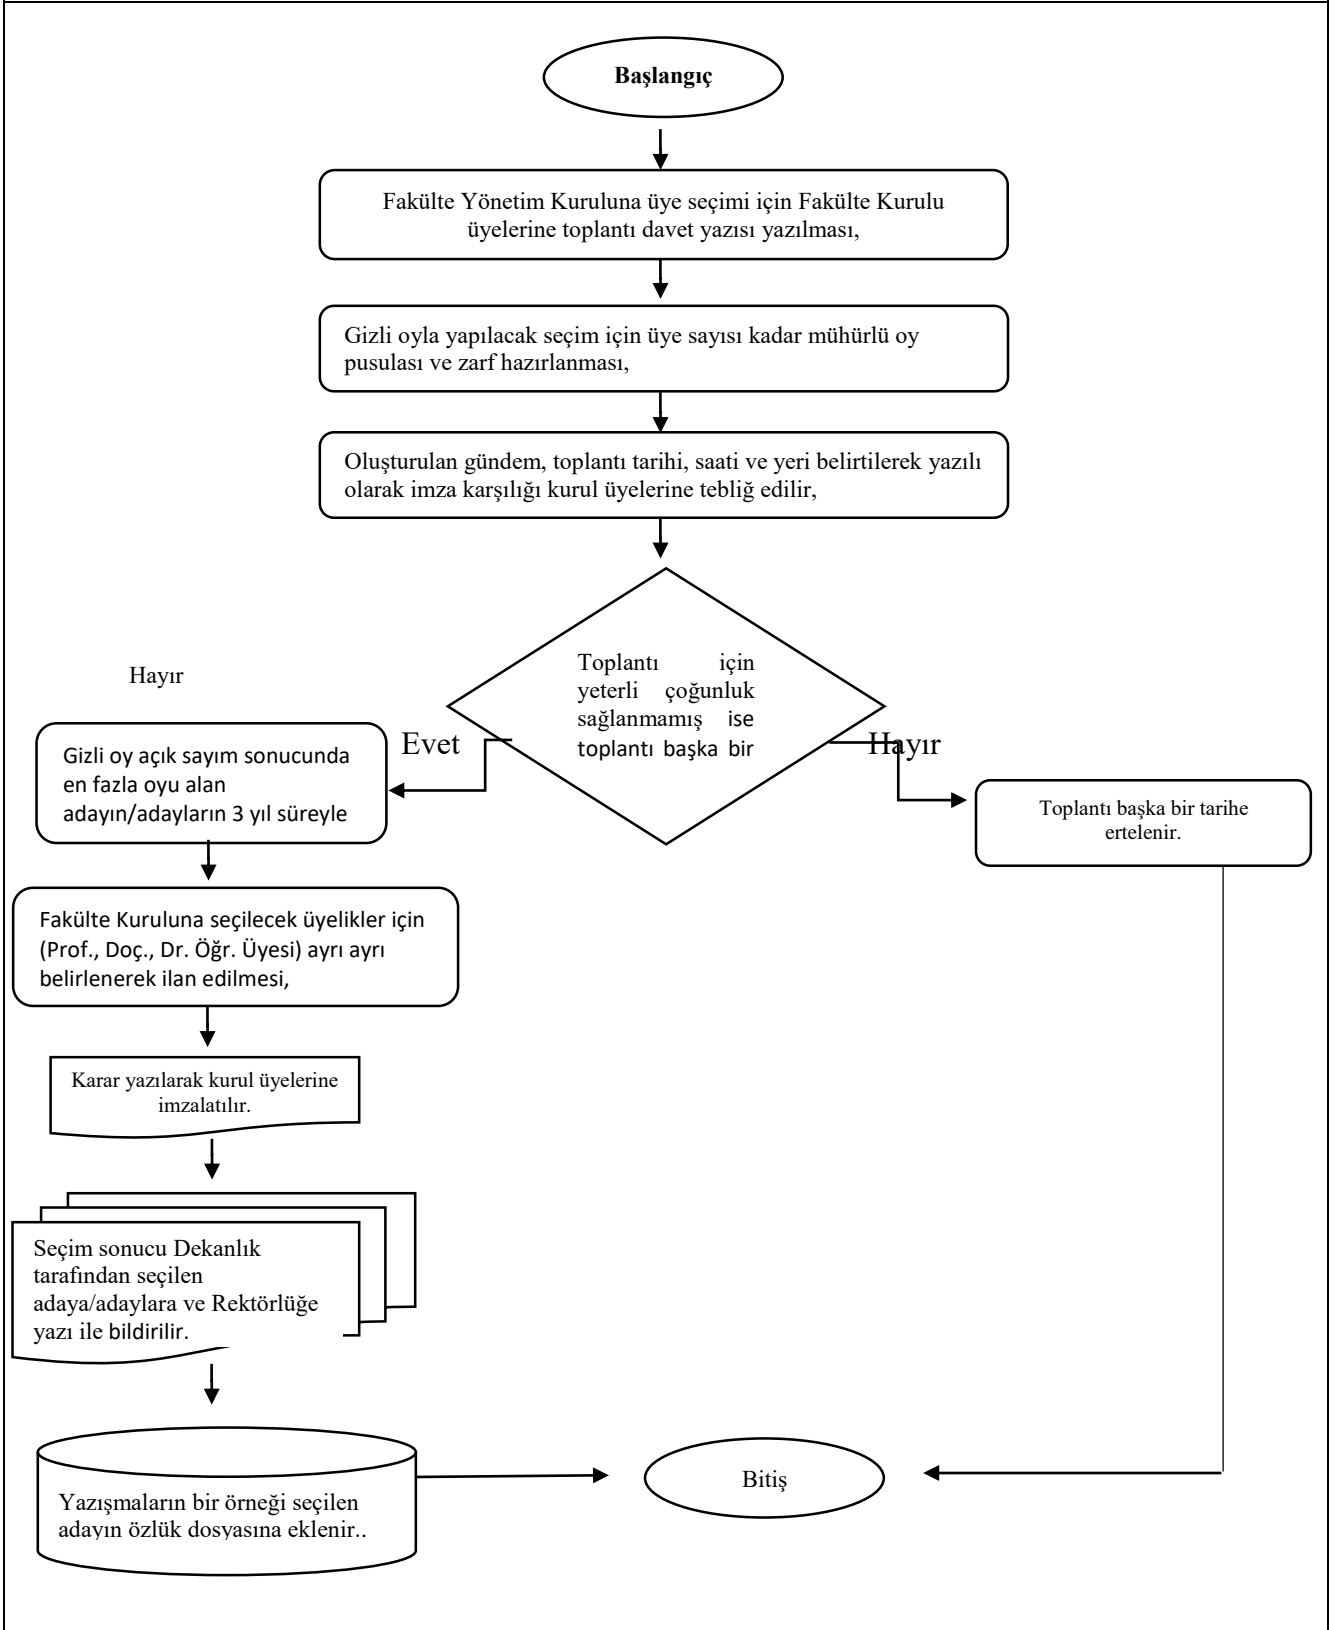 Başlangıç
Fakülte Yönetim Kuruluna üye seçimi için Fakülte Kurulu
üyelerine toplantı davet yazısı yazılması,
Gizli oyla yapılacak seçim için üye sayısı kadar mühürlü oy
pusulası ve zarf hazırlanması,
Oluşturulan gündem, toplantı tarihi, saati ve yeri belirtilerek yazılı
olarak imza karşılığı kurul üyelerine tebliğ edilir,
Toplantı için
yeterli çoğunluk
sağlanmamış ise
toplantı başka bir
Hayır
Evet
Hayır
Gizli oy açık sayım sonucunda
en fazla oyu alan
adayın/adayların 3 yıl süreyle
Toplantı başka bir tarihe
ertelenir.
Fakülte Kuruluna seçilecek üyelikler için
(Prof., Doç., Dr. Öğr. Üyesi) ayrı ayrı
belirlenerek ilan edilmesi,
Karar yazılarak kurul üyelerine
imzalatılır.
Seçim sonucu Dekanlık
tarafından seçilen
adaya/adaylara ve Rektörlüğe
yazı ile bildirilir.
Yazışmaların bir örneği seçilen
adayın özlük dosyasına eklenir..
Bitiş